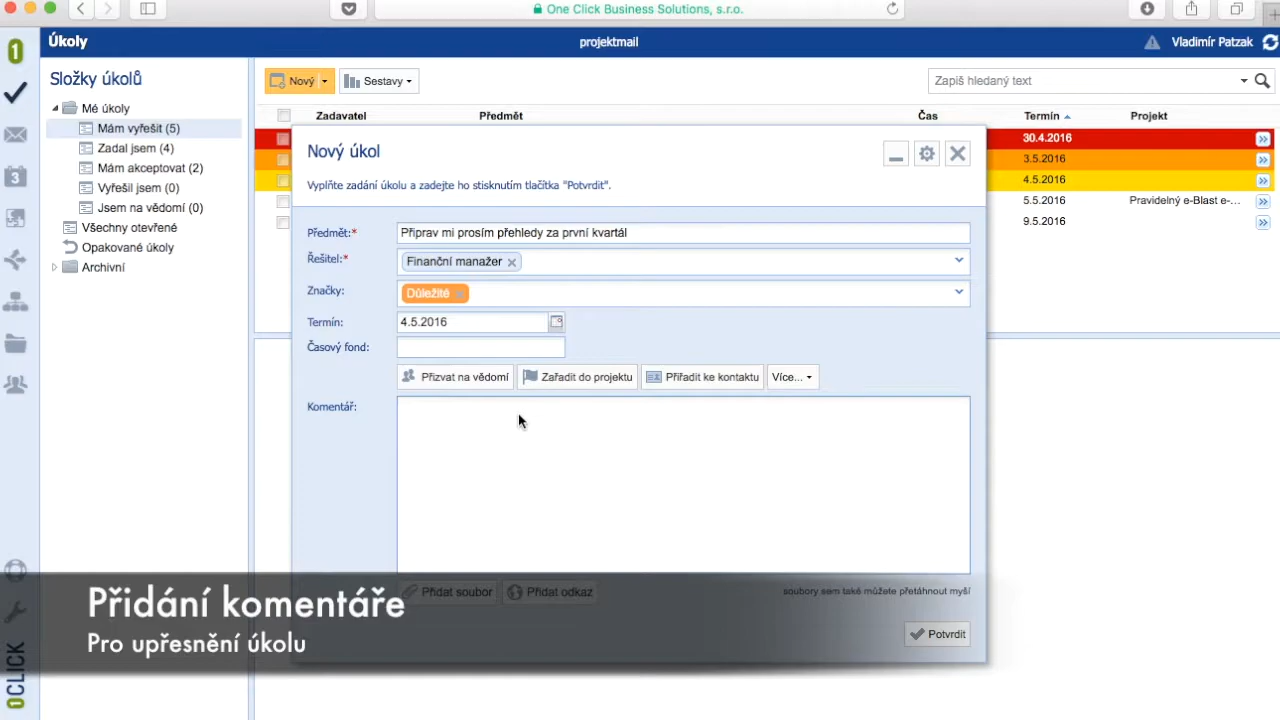 One Click Business Solutions, s.r.o.
Úkoly
projektmail
Vladimír Patzak
Složky úkolů
Nový
Sestavy
Zapiš hledaný text
Mé úkoly
Mám vyřešit (5)
Zadal jsem (4)
Mám akceptovat (2)
Vyřešil jsem (0)
Jsem na vědomí (0)
Všechny otevřené
Opakované úkoly
Archivní
Zadavatel Předmět Čas Termín Projekt
30.4.2016
3.5.2016
4.5.2016
5.5.2016 Pravidelný e-Blast e-...
9.5.2016
Nový úkol
Vyplňte zadání úkolu a zadejte ho stisknutím tlačítka "Potvrdit".
Předmět:* Připrav mi prosím přehledy za první kvartál
Řešitel:* Finanční manažer
Značky: Důležité
Termín: 4.5.2016
Časový fond:
Přizvat na vědomí Zařadit do projektu Přiřadit ke kontaktu Více...
Komentář:
Přidat soubor Přidat odkaz soubory sem také můžete přetáhnout myší
Potvrdit
Přidání komentáře
Pro upřesnění úkolu
3
1CLICK